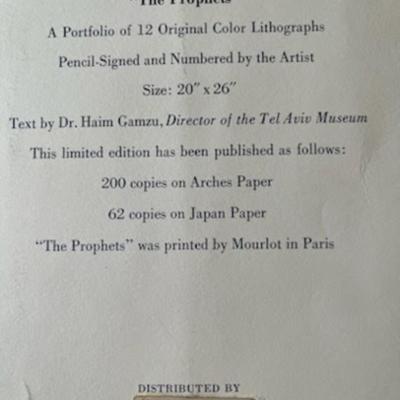 "The Prophets"
A Portfolio of 12 Original Color Lithographs
Pencil-Signed and Numbered by the Artist
Size: 20″ x 26″
Text by Dr. Haim Gamzu, Director of the Tel Aviv Museum
This limited edition has been published as follows:
200 copies on Arches Paper
62 copies on Japan Paper
"The Prophets" was printed by Mourlot in Paris
DISTRIBUTED BY